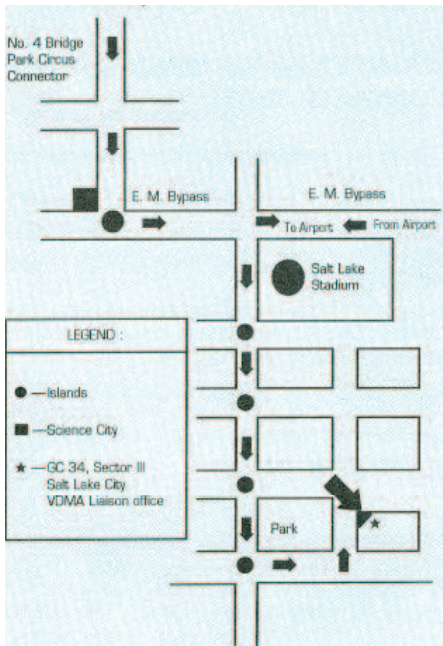 No. 4 Bridge
Park Circus
Connector
E. M. Bypass
E. M. Bypass
To Airport
From Airport
Salt Lake
Stadium
LEGEND :
—Islands
—Science City
—GC 34, Sector III
Salt Lake City
VDMA Liaison office
Park